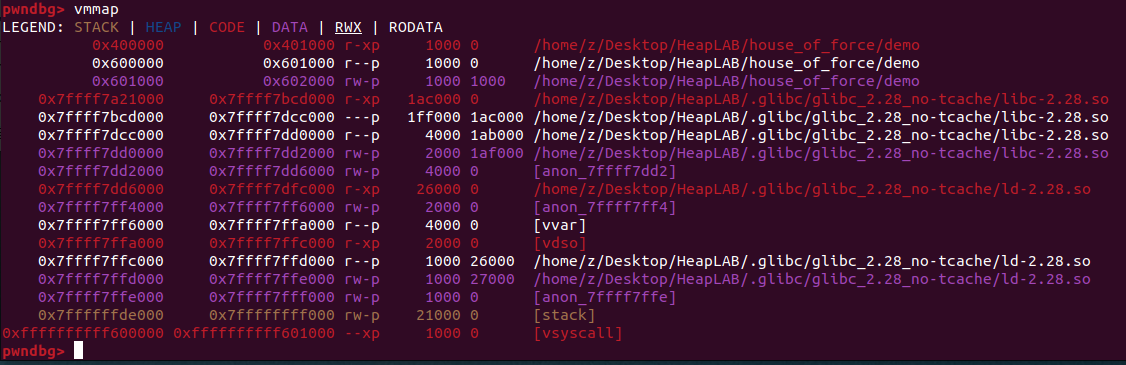 pwndbg> vmmap
LEGEND: STACK | HEAP | CODE | DATA | RWX | RODATA
0x400000 0x401000 r-xp 1000 0 /home/z/Desktop/HeapLAB/house_of_force/demo
0x600000 0x601000 r--p 1000 0 /home/z/Desktop/HeapLAB/house_of_force/demo
0x601000 0x602000 rw-p 1000 1000 /home/z/Desktop/HeapLAB/house_of_force/demo
0x7ffff7a21000 0x7ffff7bcd000 r-xp 1ac000 0 /home/z/Desktop/HeapLAB/.glibc/glibc_2.28_no-tcache/libc-2.28.so
0x7ffff7bcd000 0x7ffff7dcc000 ---p 1ff000 1ac000 /home/z/Desktop/HeapLAB/.glibc/glibc_2.28_no-tcache/libc-2.28.so
0x7ffff7dcc000 0x7ffff7dd0000 r--p 4000 1ab000 /home/z/Desktop/HeapLAB/.glibc/glibc_2.28_no-tcache/libc-2.28.so
0x7ffff7dd0000 0x7ffff7dd2000 rw-p 2000 1af000 /home/z/Desktop/HeapLAB/.glibc/glibc_2.28_no-tcache/libc-2.28.so
0x7ffff7dd2000 0x7ffff7dd6000 rw-p 4000 0 [anon_7ffff7dd2]
0x7ffff7dd6000 0x7ffff7dfc000 r-xp 26000 0 /home/z/Desktop/HeapLAB/.glibc/glibc_2.28_no-tcache/ld-2.28.so
0x7ffff7ff4000 0x7ffff7ff6000 rw-p 2000 0 [anon_7ffff7ff4]
0x7ffff7ff6000 0x7ffff7ffa000 r--p 4000 0 [vvar]
0x7ffff7ffa000 0x7ffff7ffc000 r-xp 2000 0 [vdso]
0x7ffff7ffc000 0x7ffff7ffd000 r--p 1000 26000 /home/z/Desktop/HeapLAB/.glibc/glibc_2.28_no-tcache/ld-2.28.so
0x7ffff7ffd000 0x7ffff7ffe000 rw-p 1000 27000 /home/z/Desktop/HeapLAB/.glibc/glibc_2.28_no-tcache/ld-2.28.so
0x7ffff7ffe000 0x7ffff7fff000 rw-p 1000 0 [anon_7ffff7ffe]
0x7ffffffde000 0x7ffffffff000 rw-p 21000 0 [stack]
0xffffffffff600000 0xffffffffff601000 --xp 1000 0 [vsyscall]
pwndbg>